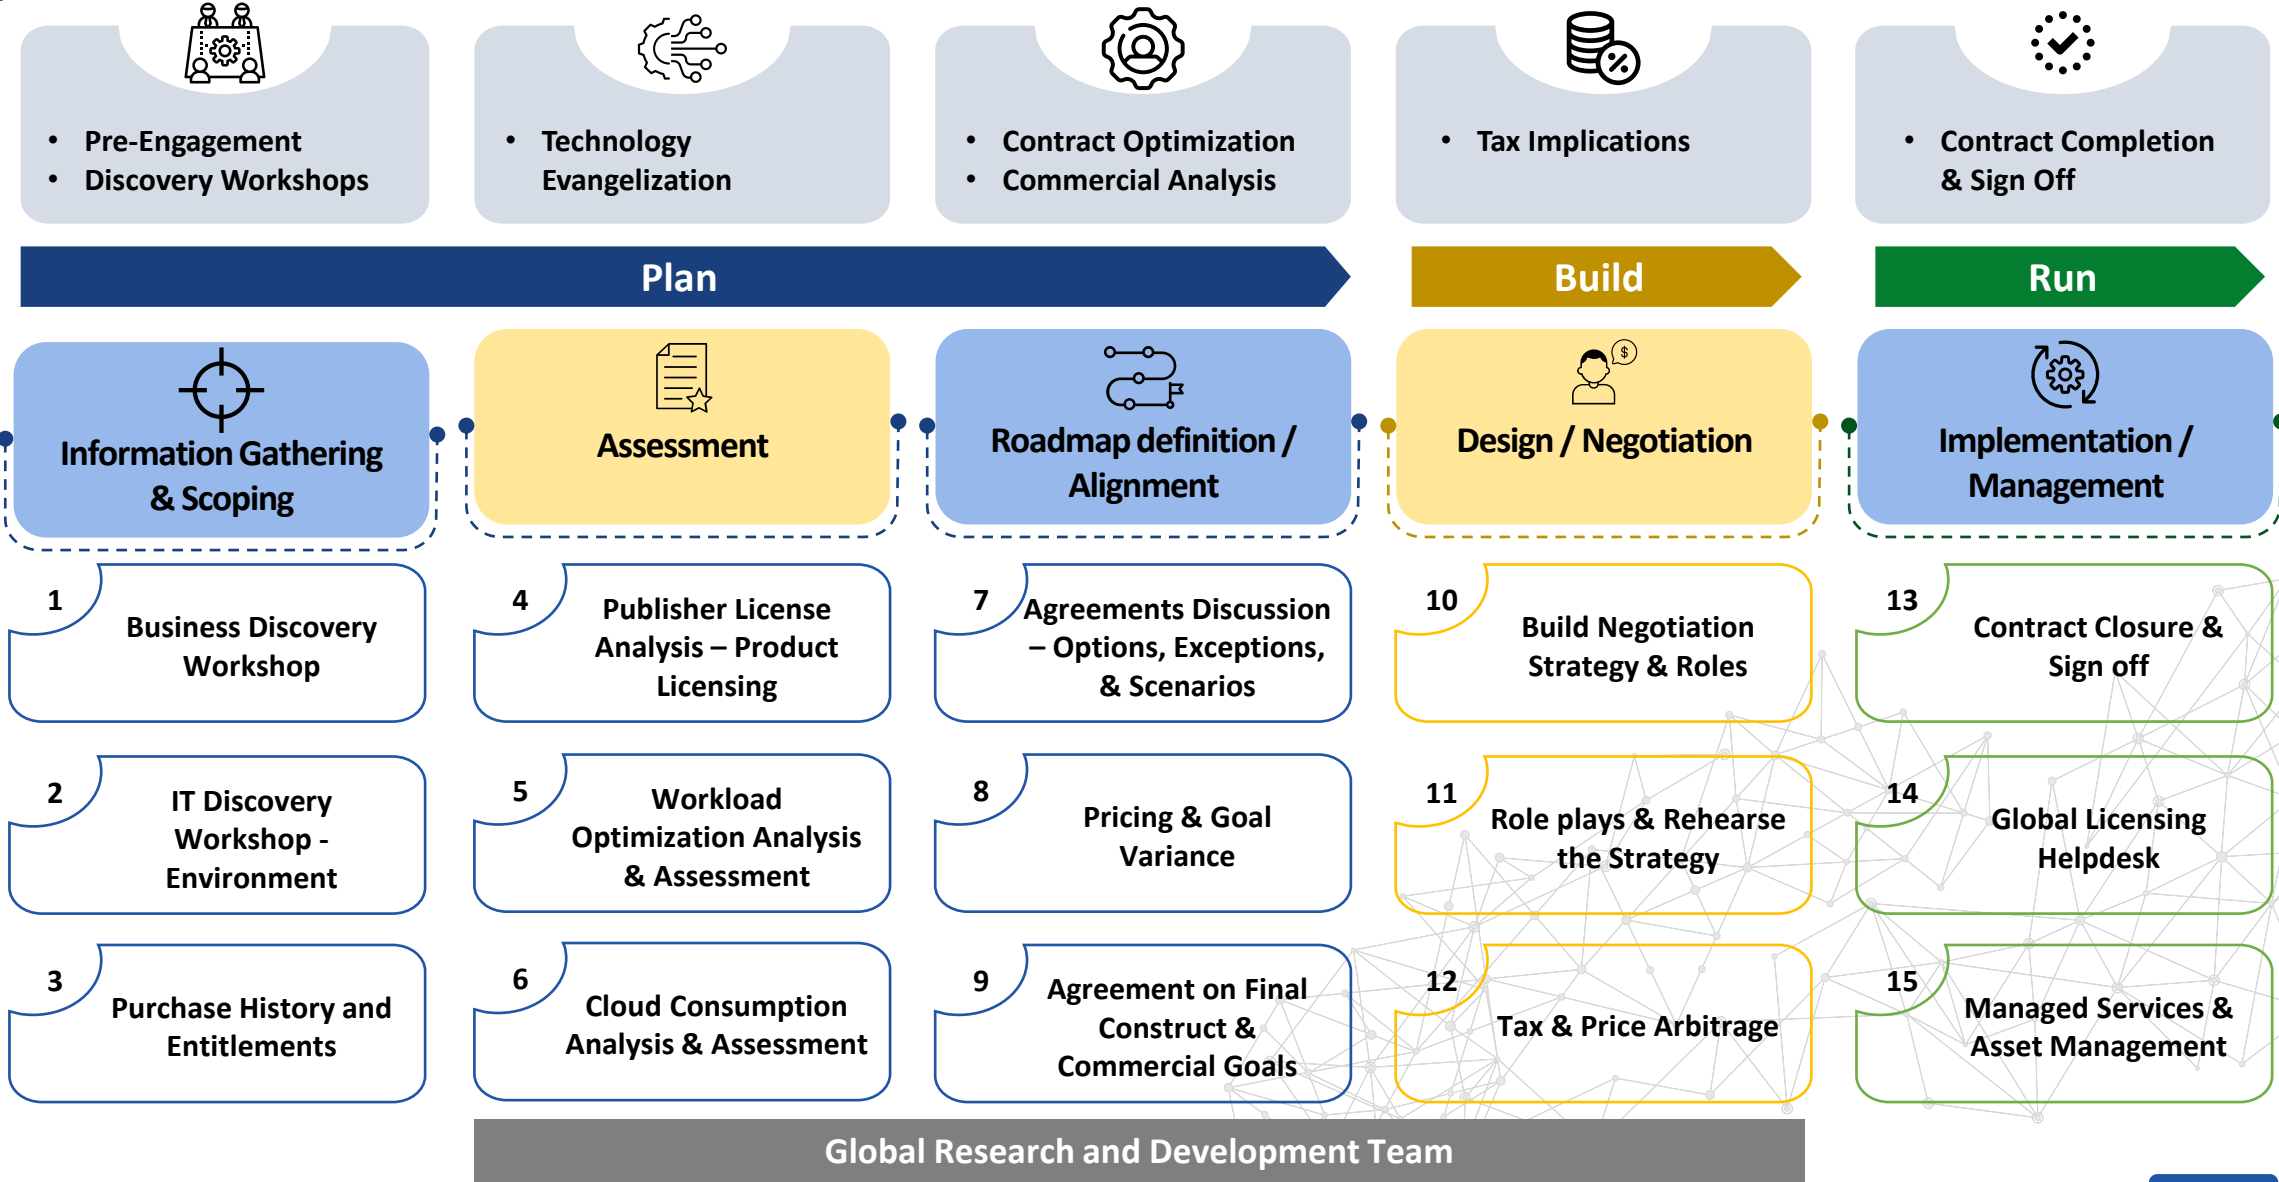 • Pre-Engagement
• Discovery Workshops
• Technology
Evangelization
• Contract Optimization
• Commercial Analysis
• Tax Implications
• Contract Completion
& Sign Off
Plan
Build
Run
Information Gathering
& Scoping
Assessment
Roadmap definition /
Alignment
$
Design / Negotiation
Implementation /
Management
1
Business Discovery
Workshop
4
Publisher License
Analysis – Product
Licensing
7
Agreements Discussion
– Options, Exceptions,
& Scenarios
10
Build Negotiation
Strategy & Roles
13
Contract Closure &
Sign off
2
IT Discovery
Workshop -
Environment
5
Workload
Optimization Analysis
& Assessment
8
Pricing & Goal
Variance
11
Role plays & Rehearse
the Strategy
14
Global Licensing
Helpdesk
3
Purchase History and
Entitlements
6
Cloud Consumption
Analysis & Assessment
9
Agreement on Final
Construct &
Commercial Goals
12
Tax & Price Arbitrage
15
Managed Services &
Asset Management
Global Research and Development Team